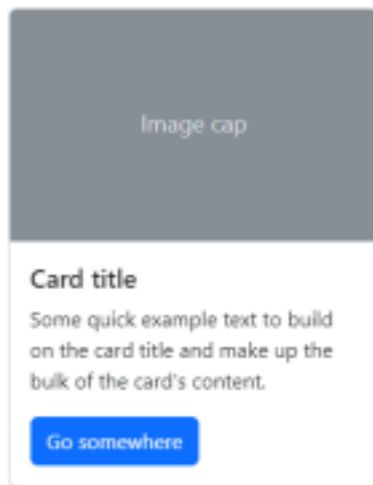 Image cap
Card title
Some quick example text to build
on the card title and make up the
bulk of the card's content.
Go somewhere